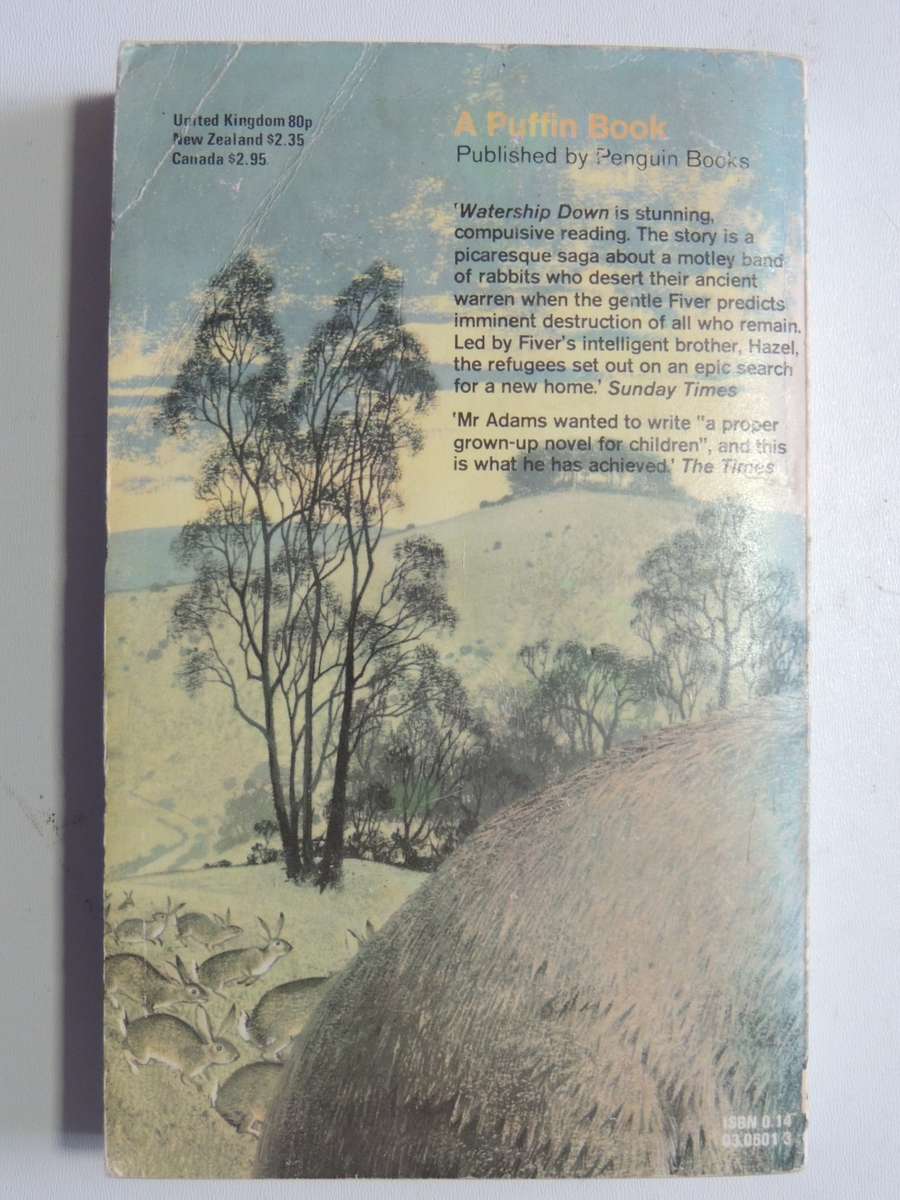 United Kingdom 80p
New Zealand $2.35
Canada $2.95
A Puffin Book
Published by Penguin Books
'Watership Down is stunning,
compulsive reading. The story is a
picaresque saga about a motley band
of rabbits who desert their ancient
warren when the gentle Fiver predicts
imminent destruction of all who remain.
Led by Fiver's intelligent brother, Hazel,
the refugees set out on an epic search
for a new home.' Sunday Times
'Mr Adams wanted to write "a proper
grown-up novel for children", and this
is what he has achieved.' The Times
ISBN 0 14
03.0601 3